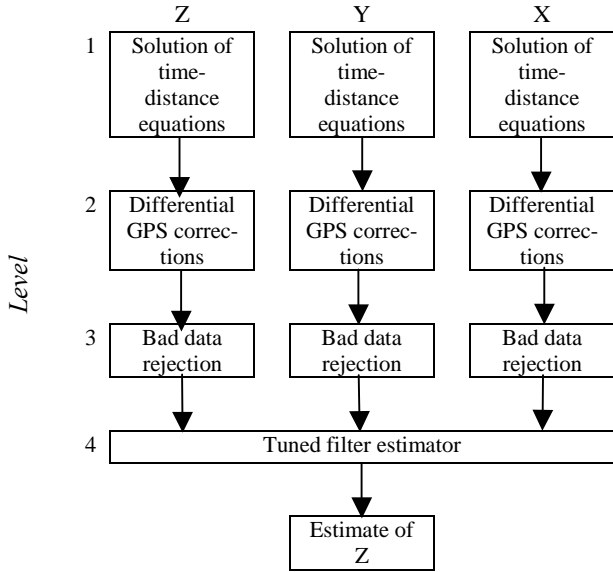 Z Y X
1
Solution of
time-
distance
equations
Solution of
time-
distance
equations
Solution of
time-
distance
equations
2
Differential
GPS correc-
tions
Differential
GPS correc-
tions
Differential
GPS correc-
tions
Level
3
Bad data
rejection
Bad data
rejection
Bad data
rejection
4
Tuned filter estimator
Estimate of
Z